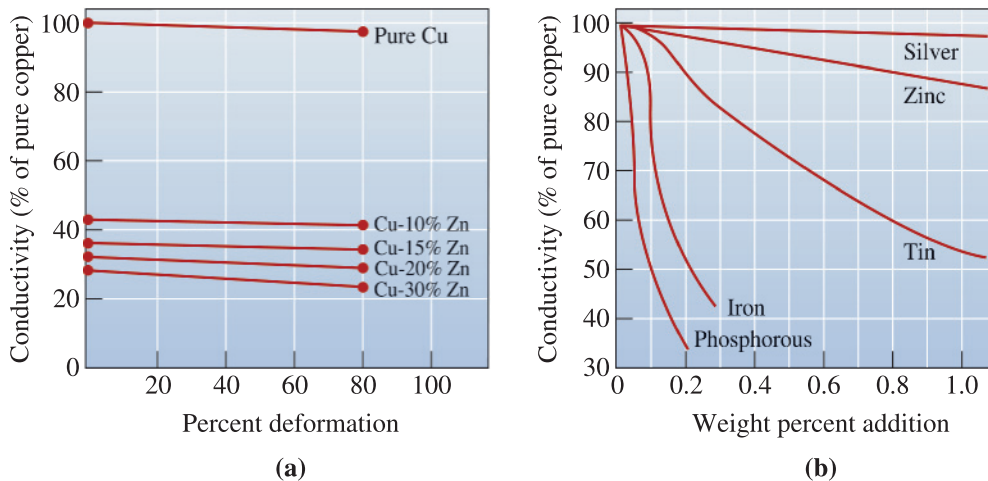 Conductivity (% of pure copper)
100
80
60
40
20
0
Pure Cu
Cu-10% Zn
Cu-15% Zn
Cu-20% Zn
Cu-30% Zn
20 40 60 80 100
Percent deformation
(a)
Conductivity (% of pure copper)
100
90
80
70
60
50
40
30
Silver
Zinc
Tin
Iron
Phosphorous
0 0.2 0.4 0.6 0.8 1.0
Weight percent addition
(b)